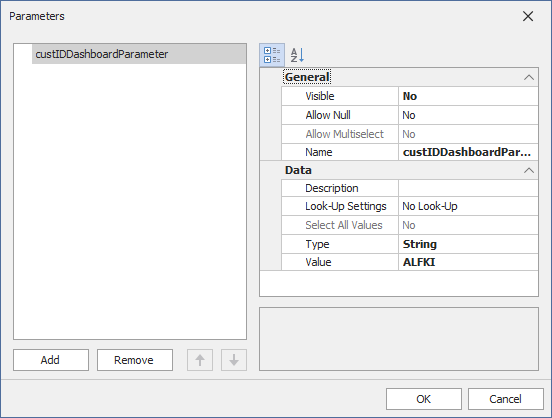 Parameters
custIDDashboardParameter
General
Visible No
Allow Null No
Allow Multiselect No
Name custIDDashboardPar...
Data
Description
Look-Up Settings No Look-Up
Select All Values No
Type String
Value ALFKI
Add Remove
OK Cancel